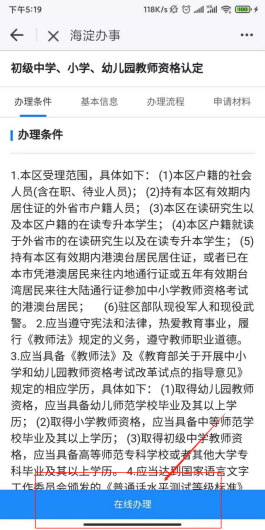 下午5:19
118K/s
海淀办事
初级中学、小学、幼儿园教师资格认定
办理条件 基本信息 办理流程 申请材料
办理条件
1.本区受理范围，具体如下： (1)本区户籍的社会
人员(含在职、待业人员)； (2)持有本区有效期内
居住证的外省市户籍人员； (3)本区在读研究生以
及本区户籍的在读专升本学生； (4)本区户籍就读
于外省市的在读研究生以及在读专升本学生； (5)
持有本区有效期内港澳台居民居住证，或者已在
本市凭港澳居民来往内地通行证或五年有效期台
湾居民来往大陆通行证参加中小学教师资格考试
的港澳台居民； (6)驻区部队现役军人和现役武
警。 2.应当遵守宪法和法律，热爱教育事业，履
行《教师法》规定的义务，遵守教师职业道德。
3.应当具备《教师法》及《教育部关于开展中小
学和幼儿园教师资格考试改革试点的指导意见》
规定的相应学历，具体如下： (1)取得幼儿园教师
资格，应当具备幼儿师范学校毕业及其以上学
历； (2)取得小学教师资格，应当具备中等师范学
校毕业及其以上学历； (3)取得初级中学教师资
格，应当具备高等师范专科学校或者其他大学专
科毕业及其以上学历。 4.应当达到国家语言文字
工作委员会颁发的《普通话水平测试等级标准》
在线办理